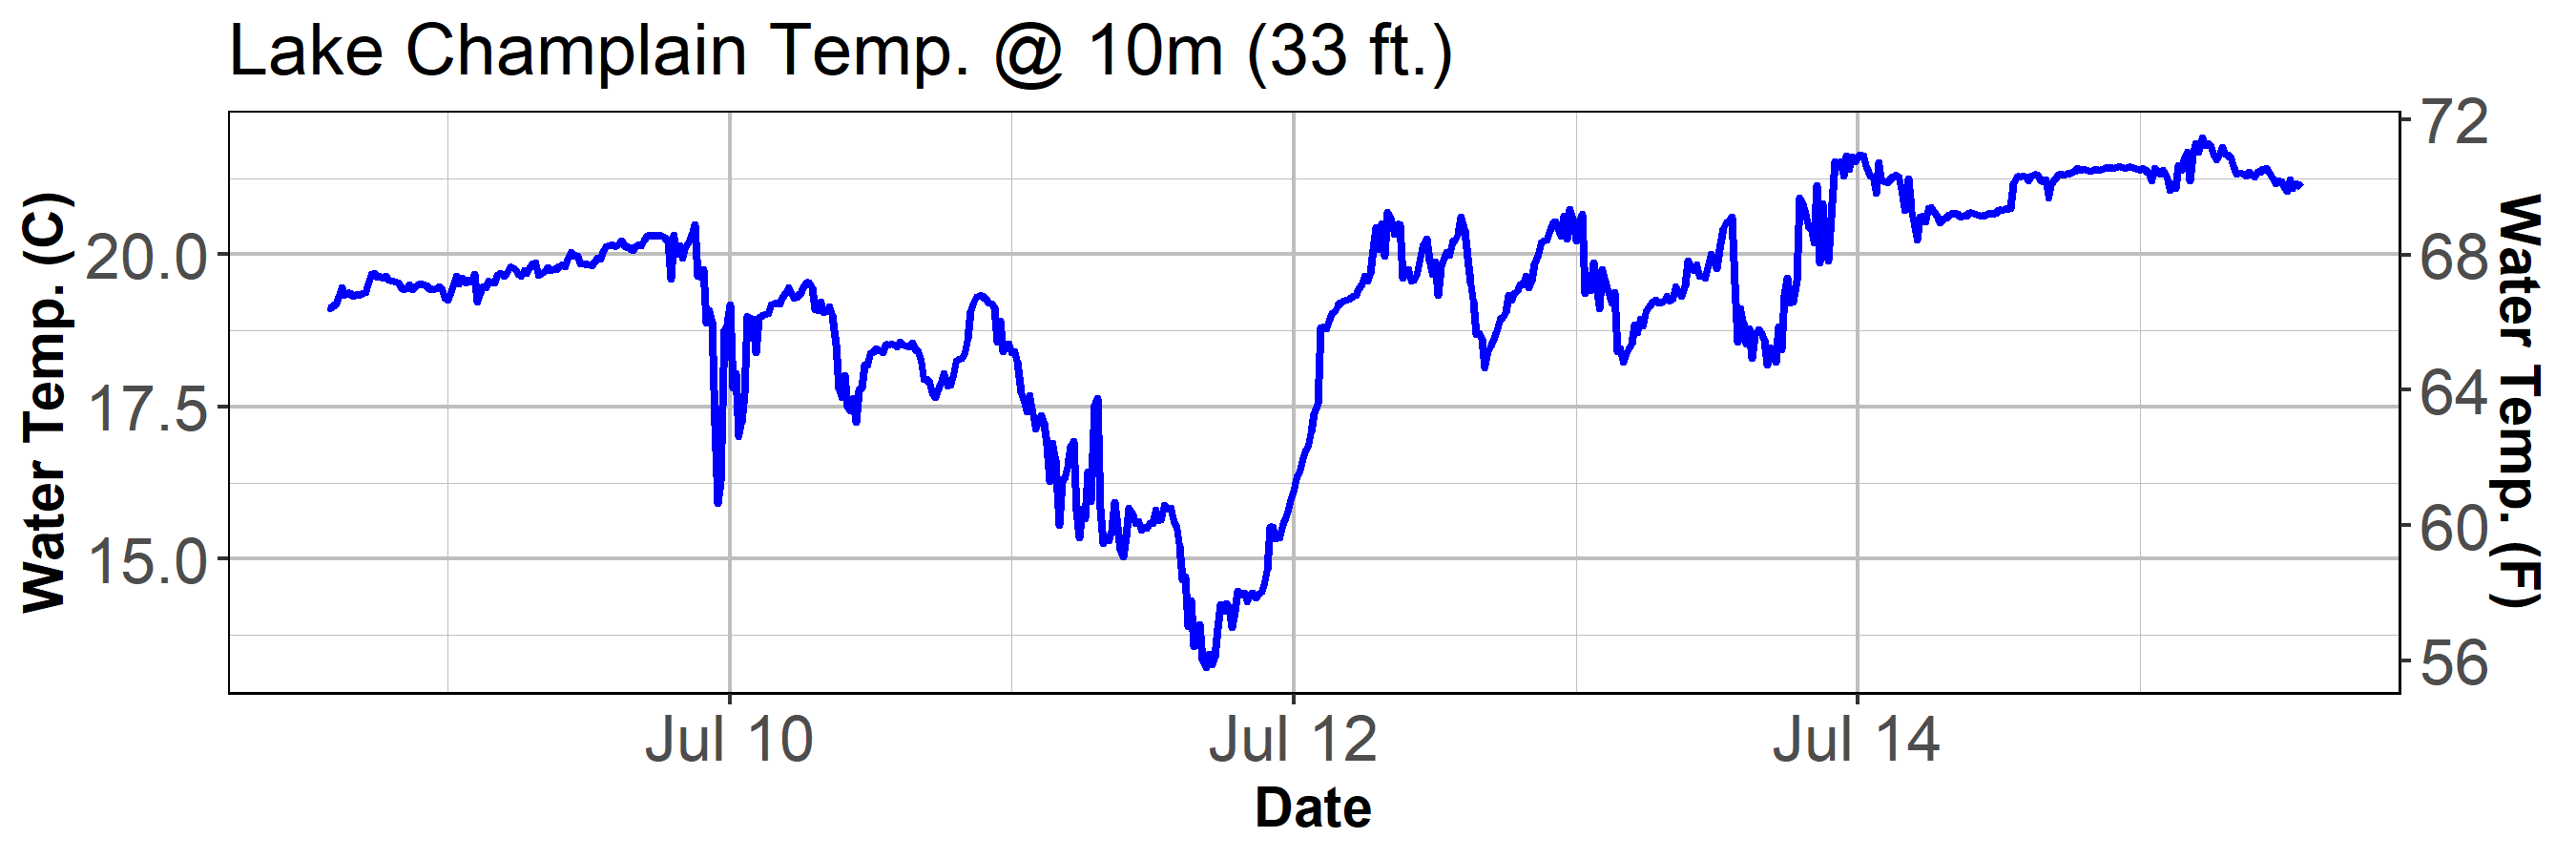 Lake Champlain Temp. @ 10m (33 ft.)
Water Temp. (C)
20.0
17.5
15.0
72
68
64
60
56
Water Temp. (F)
Jul 10
Jul 12
Jul 14
Date